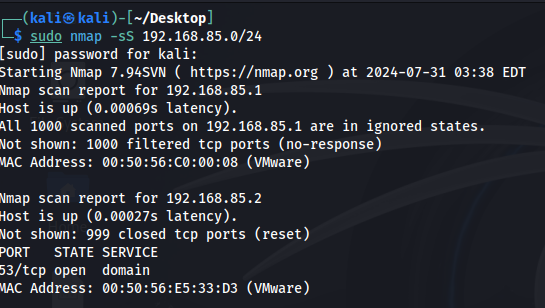 ┌──(kali㉿kali)-[~/Desktop]
└─$ sudo nmap -sS 192.168.85.0/24
[sudo] password for kali:
Starting Nmap 7.94SVN ( https://nmap.org ) at 2024-07-31 03:38 EDT
Nmap scan report for 192.168.85.1
Host is up (0.00069s latency).
All 1000 scanned ports on 192.168.85.1 are in ignored states.
Not shown: 1000 filtered tcp ports (no-response)
MAC Address: 00:50:56:C0:00:08 (VMware)
Nmap scan report for 192.168.85.2
Host is up (0.00027s latency).
Not shown: 999 closed tcp ports (reset)
PORT   STATE SERVICE
53/tcp open  domain
MAC Address: 00:50:56:E5:33:D3 (VMware)